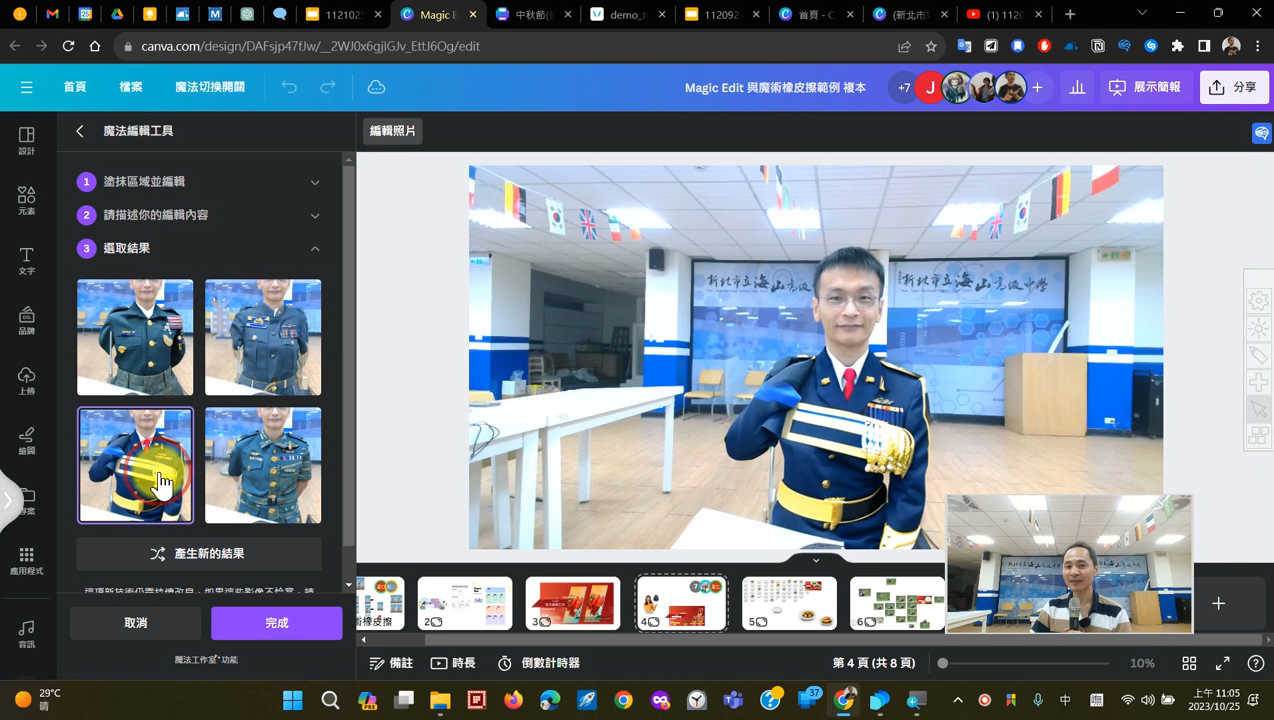 1121025
Magic E
中秋節(
demo_t
1120921
首頁 - C
(新北市
(1) 1120
canva.com/design/DAFsjp47fJw/__2WJ0x6gjIGJv_EttJ6Og/edit
首頁
檔案
魔法切換開關
Magic Edit 與魔術橡皮擦範例 複本
+7
J
展示簡報
分享
設計
元素
文字
品牌
上傳
繪圖
專案
應用程式
音訊
魔法編輯工具
1 塗抹區域並編輯
2 請描述你的編輯內容
3 選取結果
產生新的結果
取消
完成
魔法工作室™功能
編輯照片
新北市立海山高級中學
新北市立海山高級中學
2
3
4
5
6
備註
時長
倒數計時器
第 4 頁 (共 8 頁)
10%
29°C
晴
37
中
上午 11:05
2023/10/25